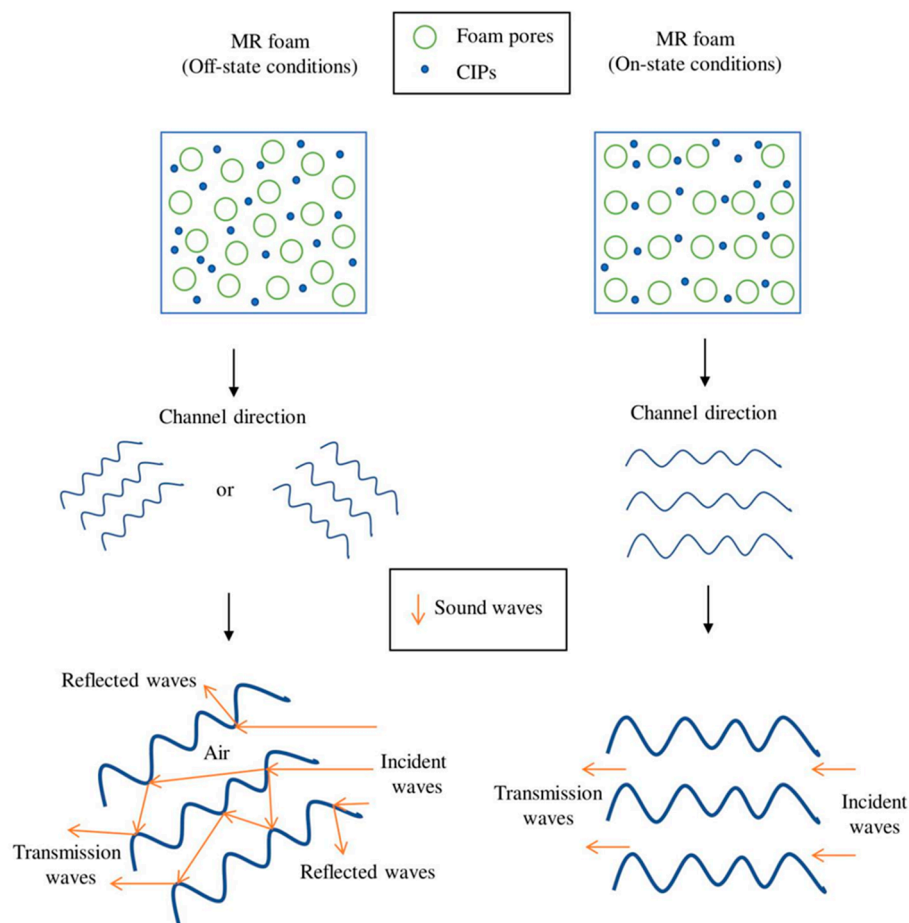 MR foam
(Off-state conditions)
Foam pores
CIPs
MR foam
(On-state conditions)
Channel direction
or
Channel direction
Sound waves
Reflected waves
Air
Incident
waves
Transmission
waves
Reflected waves
Transmission
waves
Incident
waves